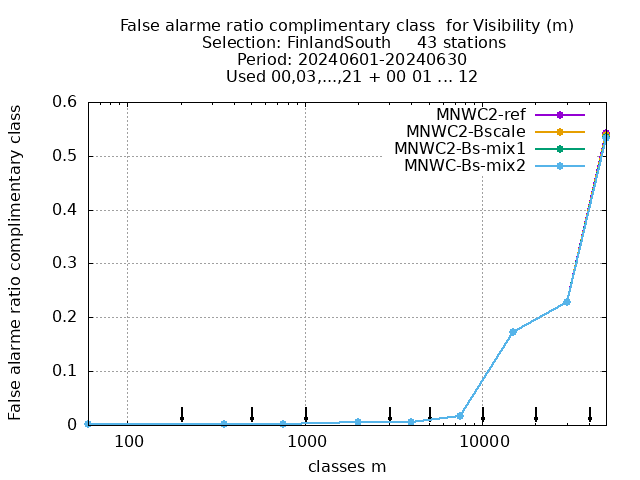 False alarme ratio complimentary class  for Visibility (m)
Selection: FinlandSouth     43 stations
Period: 20240601-20240630
Used 00,03,...,21 + 00 01 ... 12
MNWC2-ref
MNWC2-Bscale
MNWC2-Bs-mix1
MNWC-Bs-mix2
False alarme ratio complimentary class
0.6
0.5
0.4
0.3
0.2
0.1
0
100
1000
10000
classes m